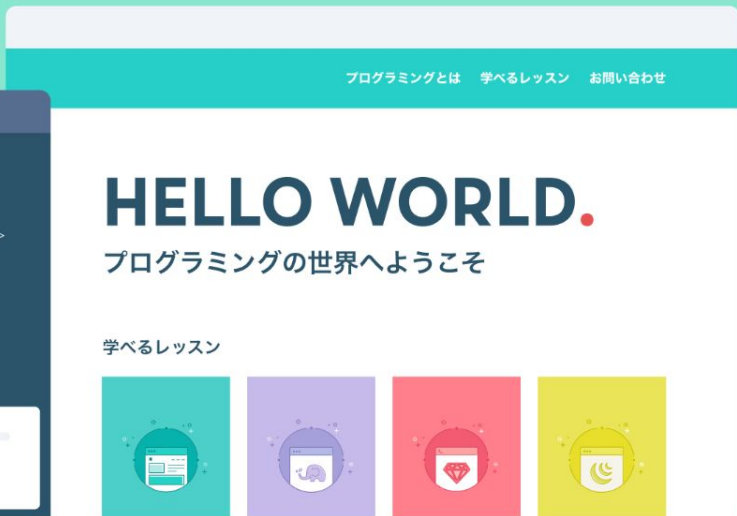 プログラミングとは 学べるレッスン お問い合わせ
>
HELLO WORLD.
プログラミングの世界へようこそ
学べるレッスン